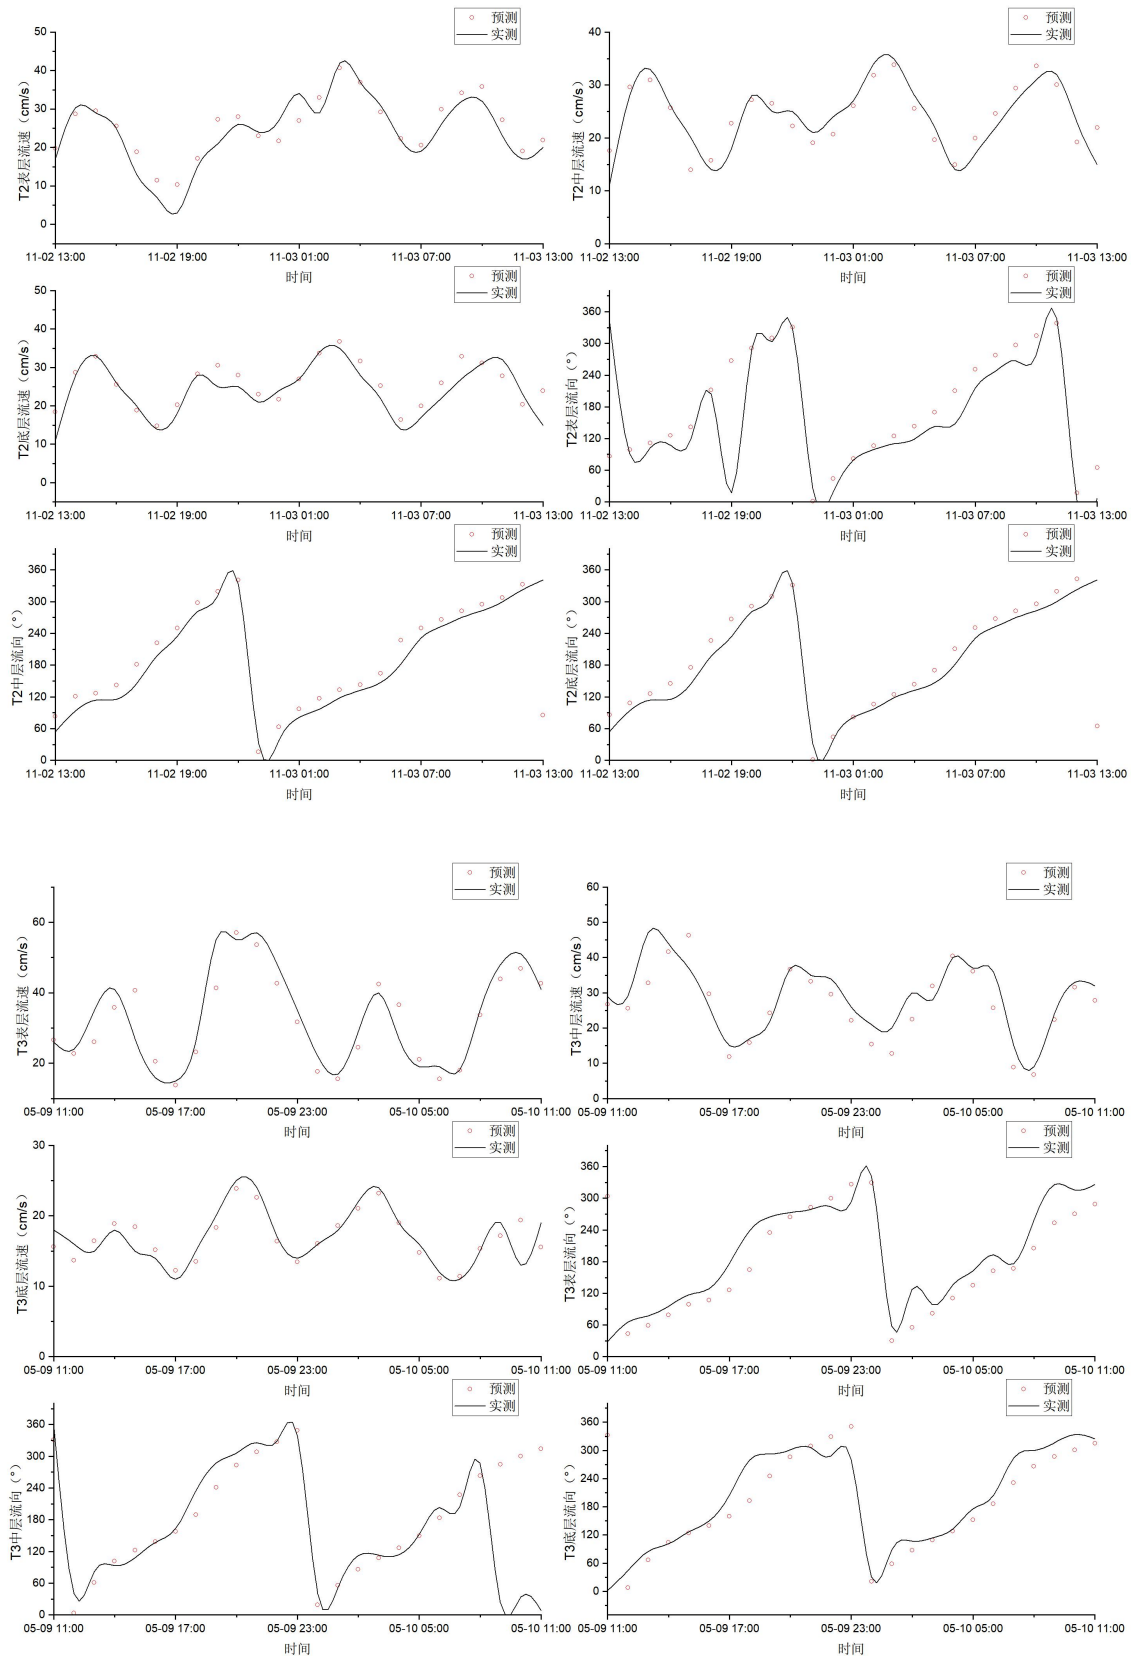 预测
实测
T2表层流速（cm/s）
50
40
30
20
10
0
11-02 13:00 11-02 19:00 11-03 01:00 11-03 07:00 11-03 13:00
时间
预测
实测
T2中层流速（cm/s）
40
30
20
10
0
11-02 13:00 11-02 19:00 11-03 01:00 11-03 07:00 11-03 13:00
时间
预测
实测
T2底层流速（cm/s）
50
40
30
20
10
0
11-02 13:00 11-02 19:00 11-03 01:00 11-03 07:00 11-03 13:00
时间
预测
实测
T2表层流向（°）
360
300
240
180
120
60
0
11-02 13:00 11-02 19:00 11-03 01:00 11-03 07:00 11-03 13:00
时间
预测
实测
T2中层流向（°）
360
300
240
180
120
60
0
11-02 13:00 11-02 19:00 11-03 01:00 11-03 07:00 11-03 13:00
时间
预测
实测
T2底层流向（°）
360
300
240
180
120
60
0
11-02 13:00 11-02 19:00 11-03 01:00 11-03 07:00 11-03 13:00
时间
预测
实测
T3表层流速（cm/s）
60
40
20
05-09 11:00 05-09 17:00 05-09 23:00 05-10 05:00 05-10 11:00
时间
预测
实测
T3中层流速（cm/s）
60
50
40
30
20
10
0
05-09 11:00 05-09 17:00 05-09 23:00 05-10 05:00 05-10 11:00
时间
预测
实测
T3底层流速（cm/s）
30
20
10
0
05-09 11:00 05-09 17:00 05-09 23:00 05-10 05:00 05-10 11:00
时间
预测
实测
T3表层流向（°）
360
300
240
180
120
60
0
05-09 11:00 05-09 17:00 05-09 23:00 05-10 05:00 05-10 11:00
时间
预测
实测
T3中层流向（°）
360
300
240
180
120
60
0
05-09 11:00 05-09 17:00 05-09 23:00 05-10 05:00 05-10 11:00
时间
预测
实测
T3底层流向（°）
360
300
240
180
120
60
0
05-09 11:00 05-09 17:00 05-09 23:00 05-10 05:00 05-10 11:00
时间